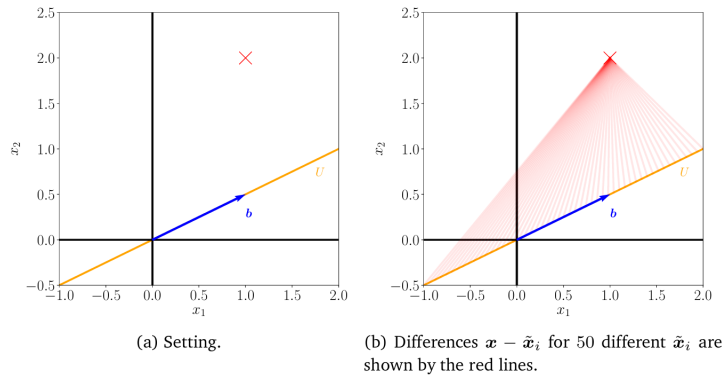 2.5
2.0
1.5
1.0
0.5
0.0
−0.5
x₂
−1.0 −0.5 0.0 0.5 1.0 1.5 2.0
x₁
U
b
(a) Setting.
2.5
2.0
1.5
1.0
0.5
0.0
−0.5
x₂
−1.0 −0.5 0.0 0.5 1.0 1.5 2.0
x₁
U
b
(b) Differences x − x̃ᵢ for 50 different x̃ᵢ are
shown by the red lines.